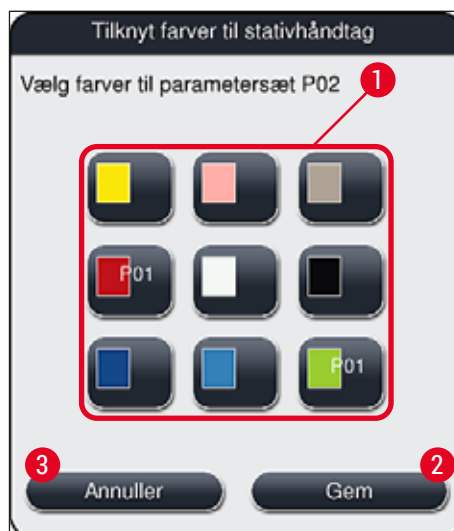 Tilknyt farver til stativhåndtag
Vælg farver til parametersæt P02
1
P01
P01
3
2
Annuller
Gem